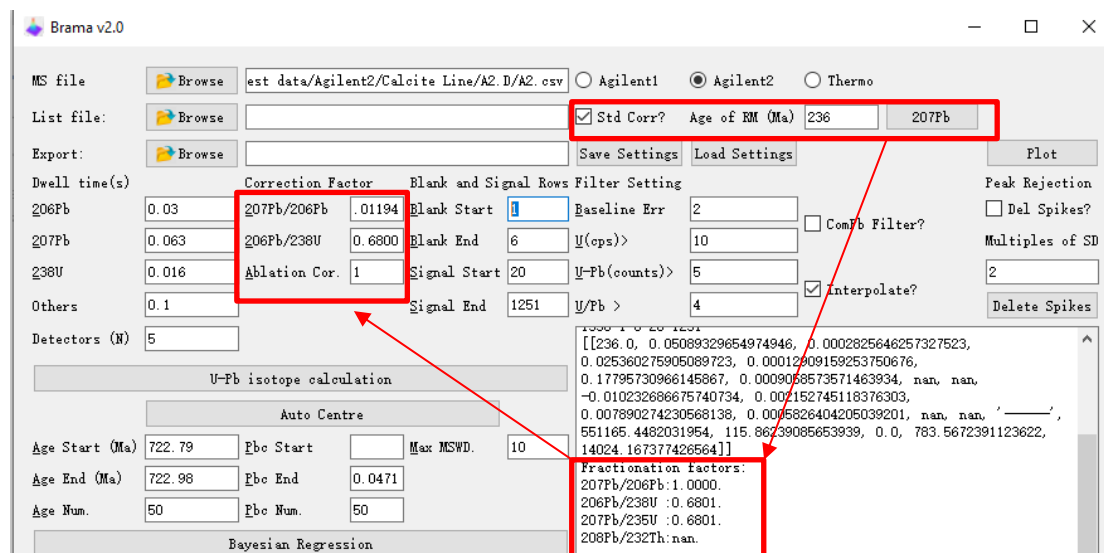 Brama v2.0
MS file Browse est data/Agilent2/Calcite Line/A2.D/A2.csv Agilent1 Agilent2 Thermo
List file: Browse Std Corr? Age of RM (Ma) 236 207Pb
Export: Browse Save Settings Load Settings Plot
Dwell time(s) Correction Factor Blank and Signal Rows Filter Setting Peak Rejection
206Pb 0.03 207Pb/206Pb .01194 Blank Start 1 Baseline Err 2 ComPb Filter? Del Spikes?
207Pb 0.063 206Pb/238U 0.6800 Blank End 6 U(cps)> 10 Multiples of SD
238U 0.016 Ablation Cor. 1 Signal Start 20 U-Pb(counts)> 5 Interpolate? 2
Others 0.1 Signal End 1251 U/Pb > 4 Delete Spikes
Detectors (N) 5
[[236.0, 0.05089329654974946, 0.0002825646257327523,
0.025360275905089723, 0.00012909159253750676,
0.17795730966145867, 0.0009058573571463934, nan, nan,
-0.010232686675740734, 0.002152745118376303,
0.007890274230568138, 0.0005826404205039201, nan, nan, '———',
551165.4482031954, 115.86239085653939, 0.0, 783.5672391123622,
14024.167377426564]]
Fractionation factors:
207Pb/206Pb:1.0000.
206Pb/238U :0.6801.
207Pb/235U :0.6801.
208Pb/232Th:nan.
U-Pb isotope calculation
Auto Centre
Age Start (Ma) 722.79 Pbc Start Max MSWD. 10
Age End (Ma) 722.98 Pbc End 0.0471
Age Num. 50 Pbc Num. 50
Bayesian Regression